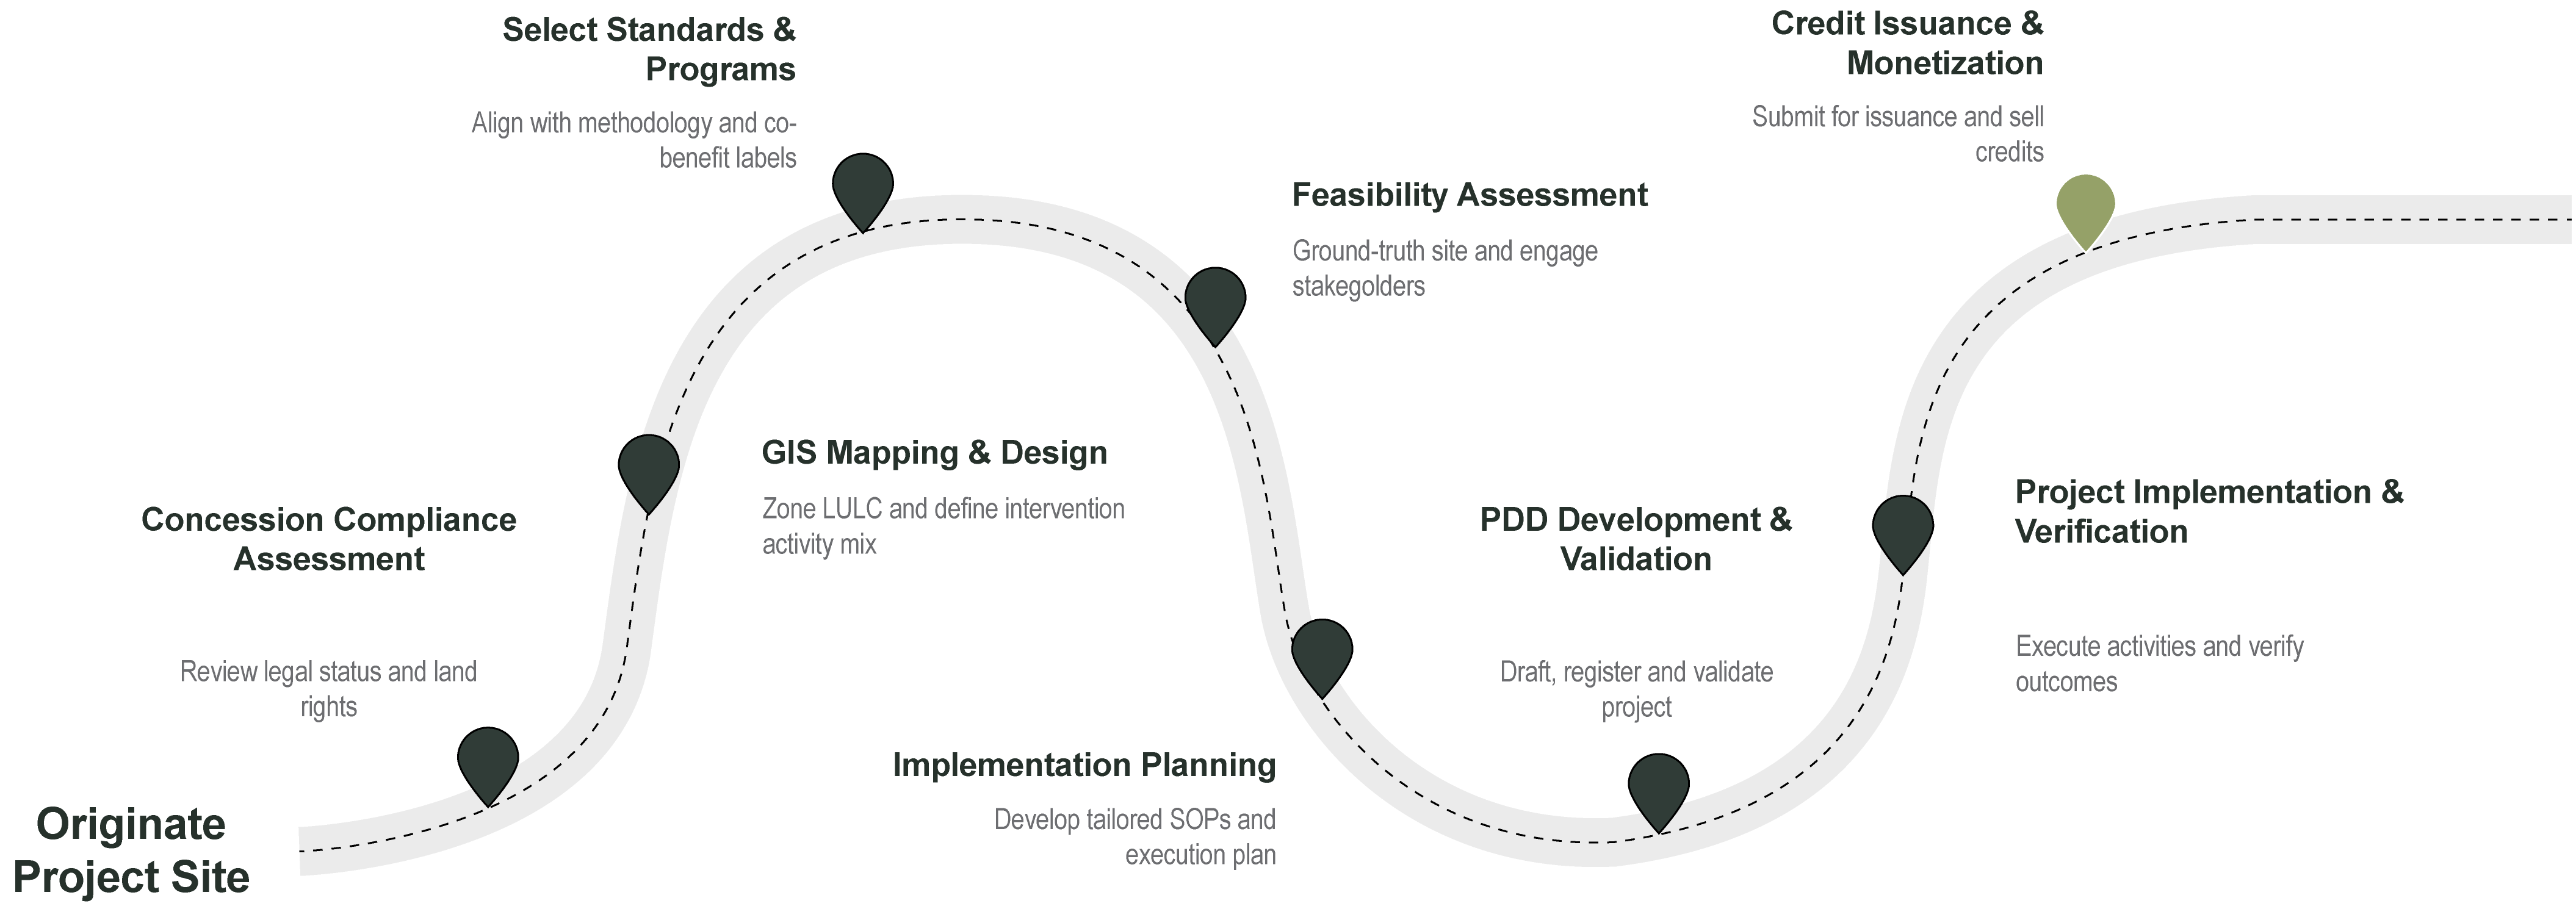 Originate
Project Site
Concession Compliance
Assessment
Review legal status and land
rights
GIS Mapping & Design
Zone LULC and define intervention
activity mix
Select Standards &
Programs
Align with methodology and co-
benefit labels
Feasibility Assessment
Ground-truth site and engage
stakegolders
Implementation Planning
Develop tailored SOPs and
execution plan
PDD Development &
Validation
Draft, register and validate
project
Project Implementation &
Verification
Execute activities and verify
outcomes
Credit Issuance &
Monetization
Submit for issuance and sell
credits